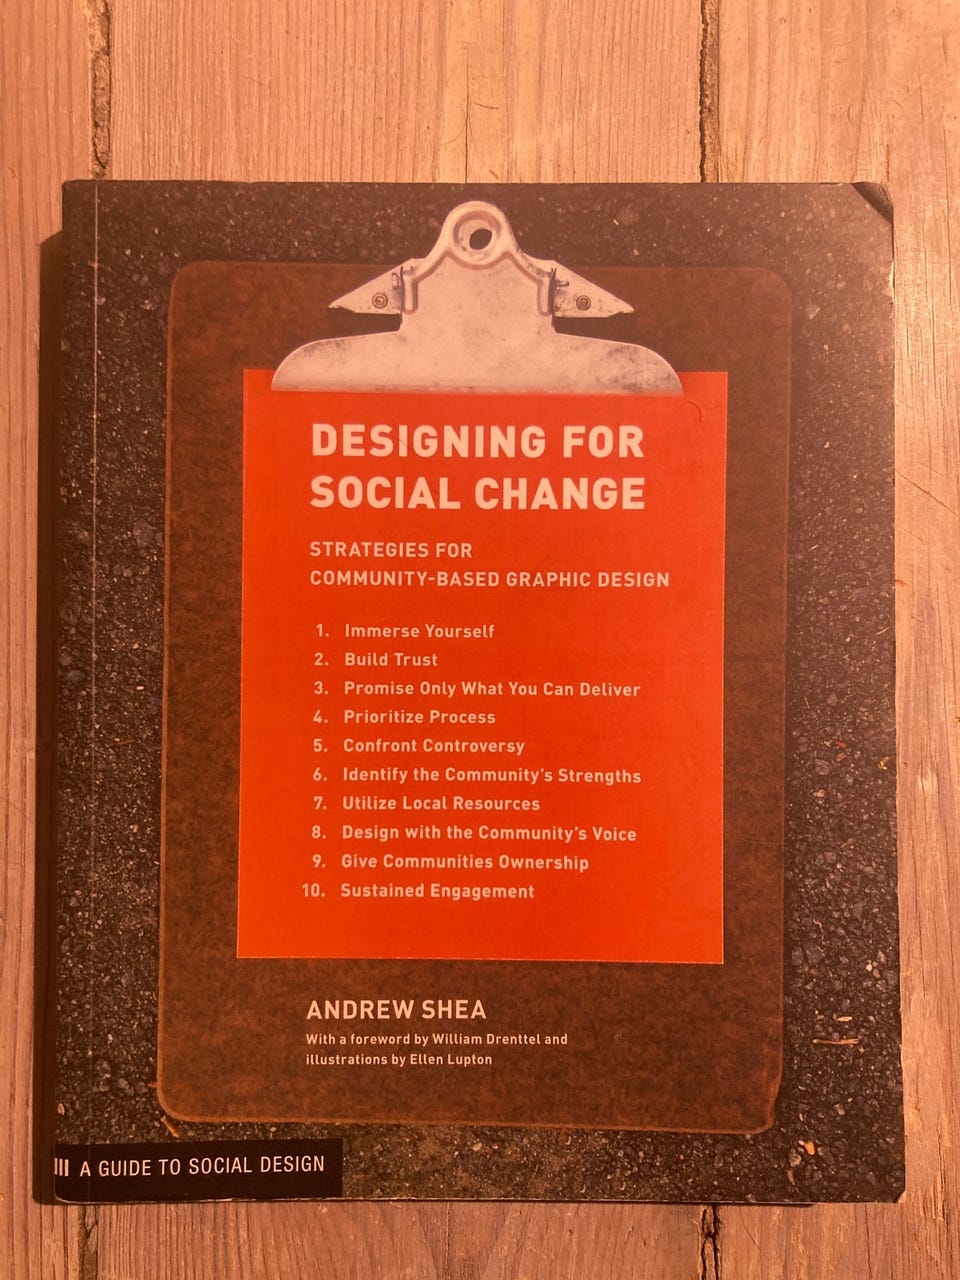 DESIGNING FOR
SOCIAL CHANGE
STRATEGIES FOR
COMMUNITY-BASED GRAPHIC DESIGN
1. Immerse Yourself
2. Build Trust
3. Promise Only What You Can Deliver
4. Prioritize Process
5. Confront Controversy
6. Identify the Community's Strengths
7. Utilize Local Resources
8. Design with the Community's Voice
9. Give Communities Ownership
10. Sustained Engagement
ANDREW SHEA
With a foreword by William Drenttel and
illustrations by Ellen Lupton
A GUIDE TO SOCIAL DESIGN